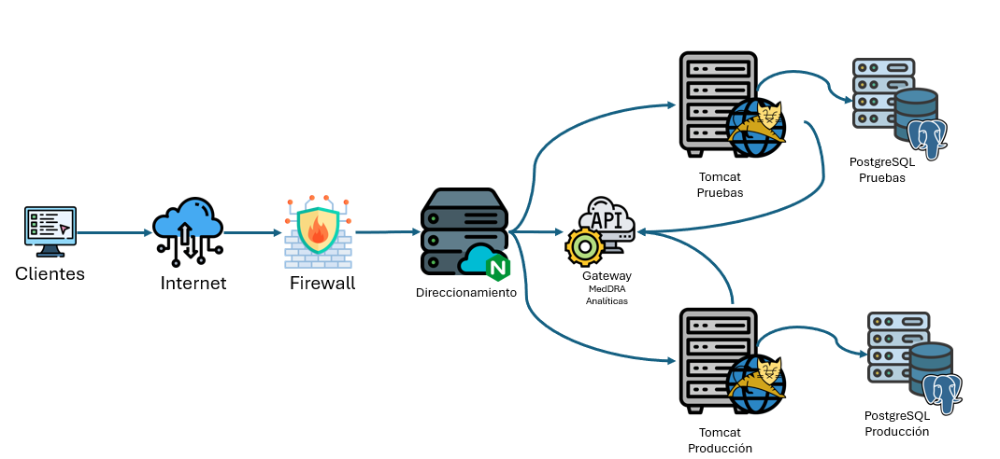 Clientes
Internet
Firewall
Direccionamiento
N
API
Gateway
MedDRA
Analíticas
Tomcat
Pruebas
PostgreSQL
Pruebas
Tomcat
Producción
PostgreSQL
Producción